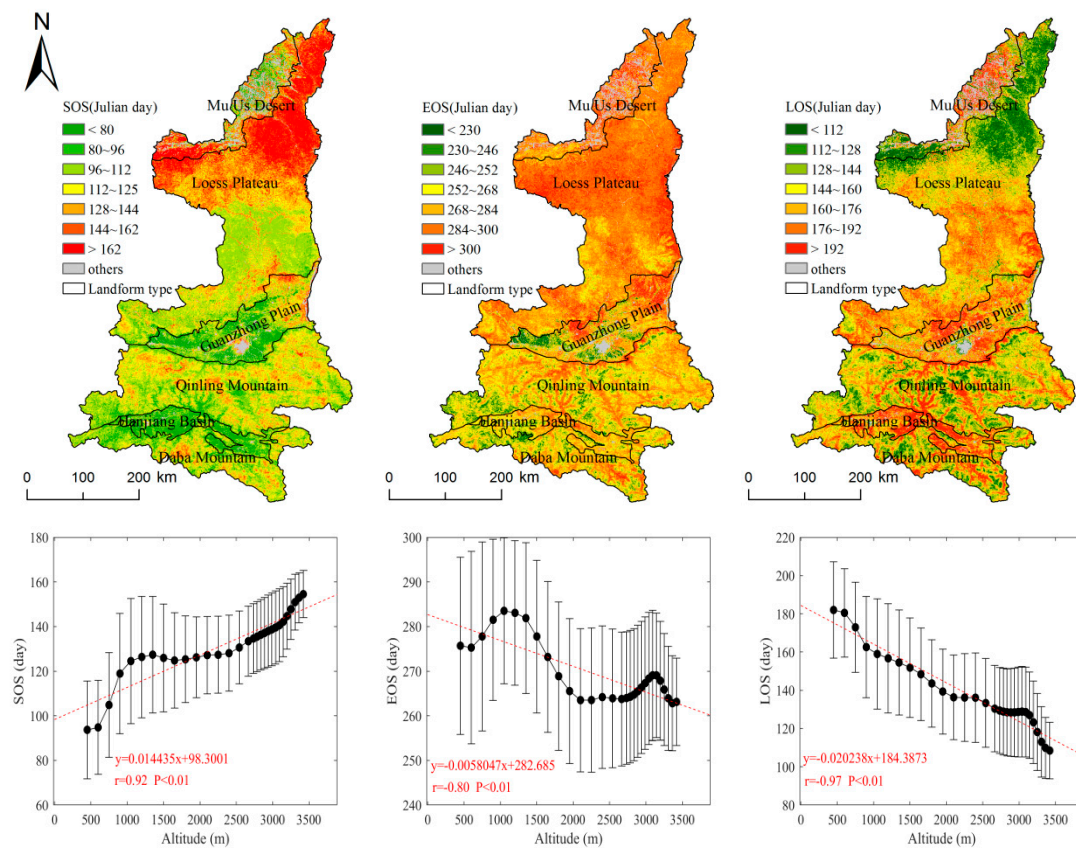 N
SOS(Julian day)
< 80
80~96
96~112
112~125
128~144
144~162
> 162
others
Landform type
Mu Us Desert
Loess Plateau
Guanzhong Plain
Qinling Mountain
Hanjiang Basin
Daba Mountain
0 100 200 km
EOS(Julian day)
< 230
230~246
246~252
252~268
268~284
284~300
> 300
others
Landform type
Mu Us Desert
Loess Plateau
Guanzhong Plain
Qinling Mountain
Hanjiang Basin
Daba Mountain
0 100 200 km
LOS(Julian day)
< 112
112~128
128~144
144~160
160~176
176~192
> 192
others
Landform type
Mu Us Desert
Loess Plateau
Guanzhong Plain
Qinling Mountain
Hanjiang Basin
Daba Mountain
0 100 200 km
180
160
140
120
100
80
60
SOS (day)
y=0.014435x+98.3001
r=0.92 P<0.01
0 500 1000 1500 2000 2500 3000 3500
Altitude (m)
300
290
280
270
260
250
240
EOS (day)
y=-0.0058047x+282.685
r=-0.80 P<0.01
0 500 1000 1500 2000 2500 3000 3500
Altitude (m)
220
200
180
160
140
120
100
80
LOS (day)
y=-0.020238x+184.3873
r=-0.97 P<0.01
0 500 1000 1500 2000 2500 3000 3500
Altitude (m)